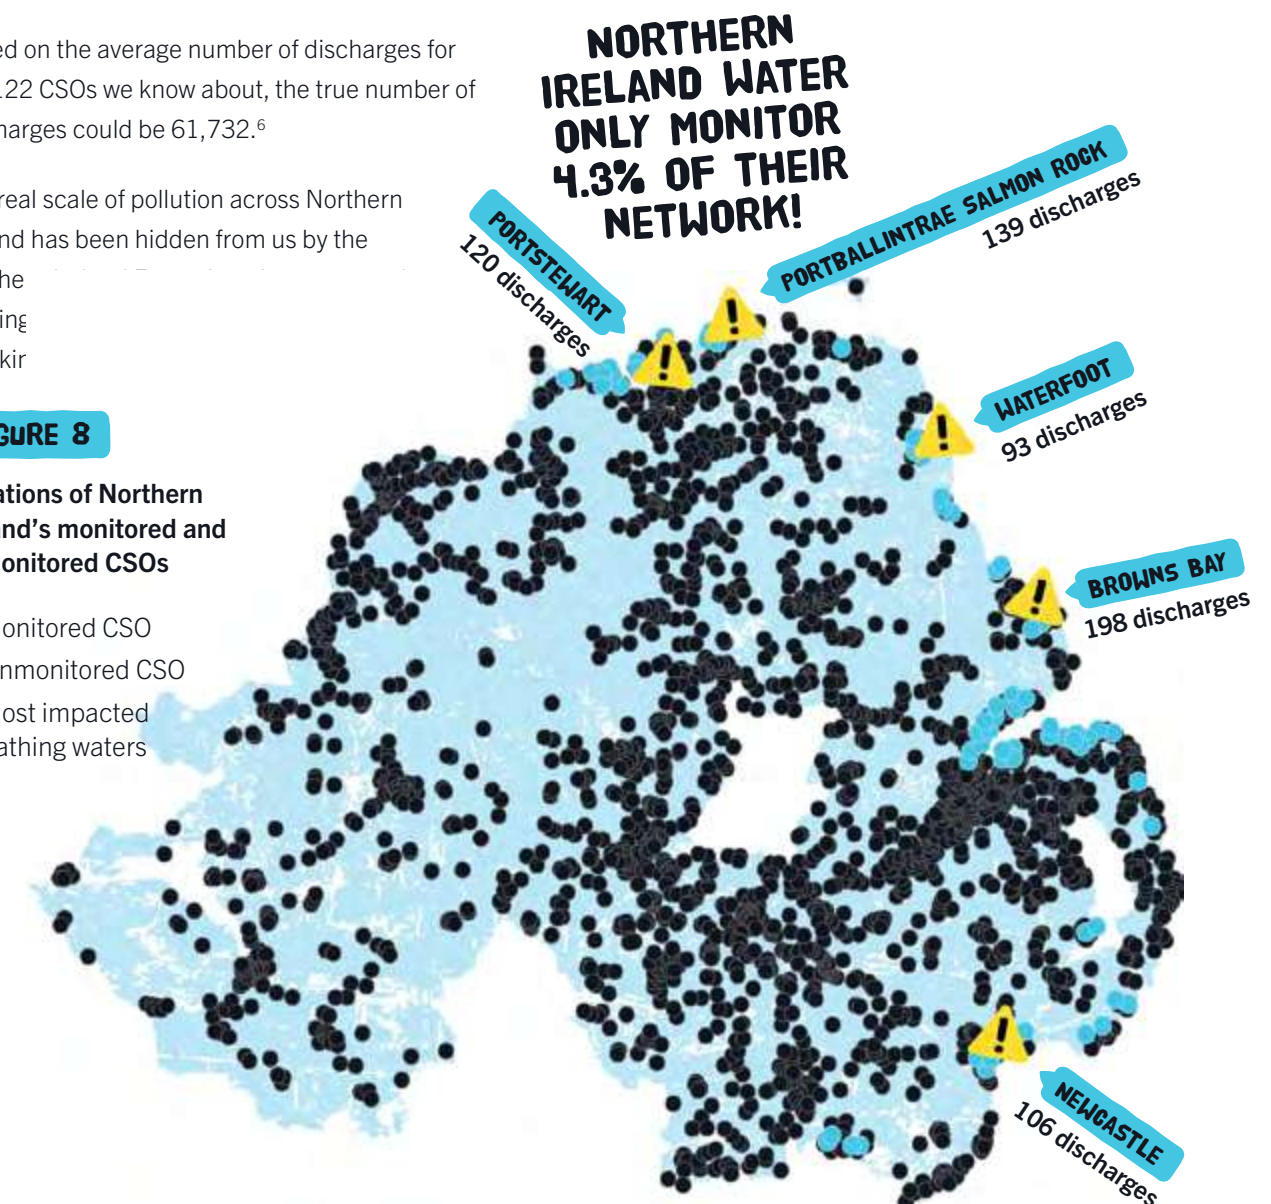 ed on the average number of discharges for
122 CSOs we know about, the true number of
harges could be 61,732.6
real scale of pollution across Northern
nd has been hidden from us by the
he
ing
kin
GURE 8
ations of Northern
and's monitored and
onitored CSOs
onitored CSO
nmonitored CSO
ost impacted
athing waters
NORTHERN
IRELAND WATER
ONLY MONITOR
4.3% OF THEIR
NETWORK!
PORTSTEWART
120 discharges
PORTBALLINTRAE SALMON ROCK
139 discharges
WATERFOOT
93 discharges
BROWNS BAY
198 discharges
NEWCASTLE
106 discharges